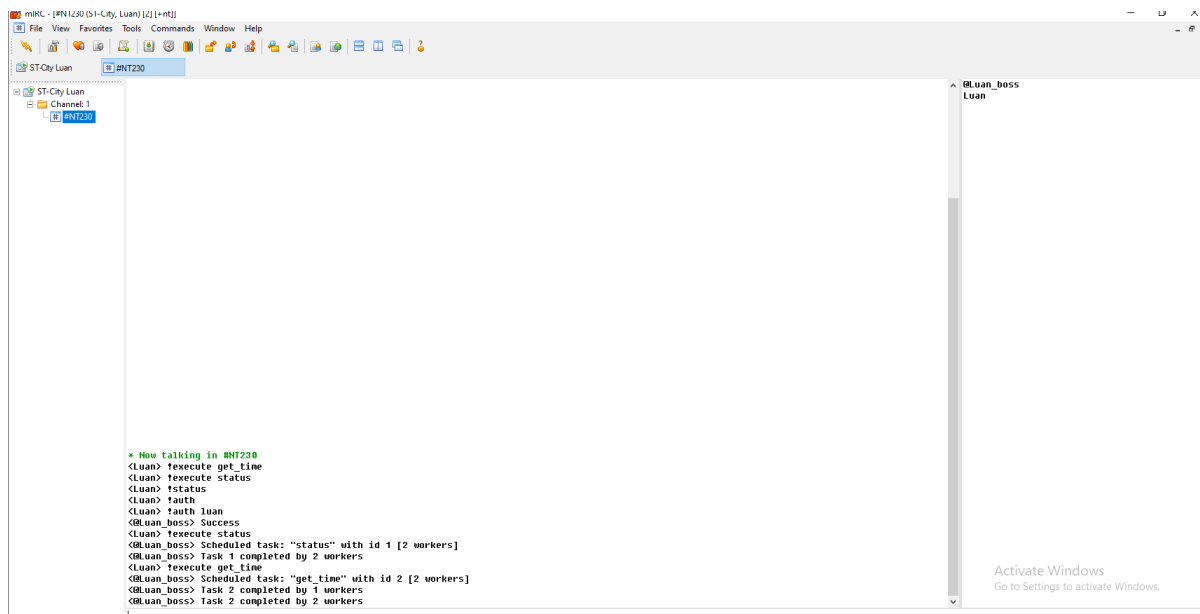 mIRC - [#NT230 (ST-City, Luan) [2] [+nt]]
File View Favorites Tools Commands Window Help
ST-City Luan #NT230
ST-City Luan
Channel: 1
#NT230
@Luan_boss
Luan
* Now talking in #NT230
<Luan> !execute get_time
<Luan> !execute status
<Luan> !status
<Luan> !auth
<Luan> !auth luan
<@Luan_boss> Success
<Luan> !execute status
<@Luan_boss> Scheduled task: "status" with id 1 [2 workers]
<@Luan_boss> Task 1 completed by 2 workers
<Luan> !execute get_time
<@Luan_boss> Scheduled task: "get_time" with id 2 [2 workers]
<@Luan_boss> Task 2 completed by 1 workers
<@Luan_boss> Task 2 completed by 2 workers
Activate Windows
Go to Settings to activate Windows.